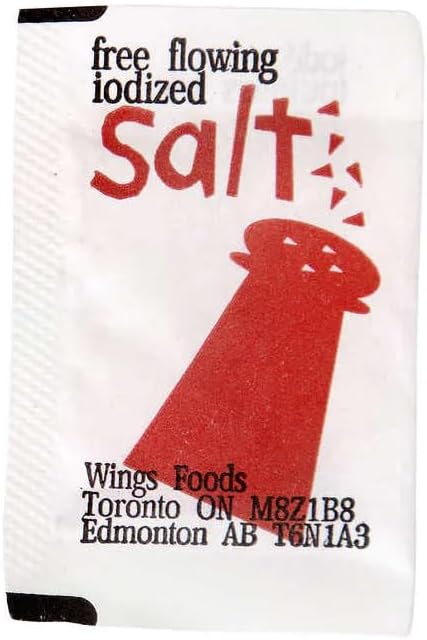 free flowing
iodized
salt
Wings Foods
Toronto ON M8Z1B8
Edmonton AB T6N1A3